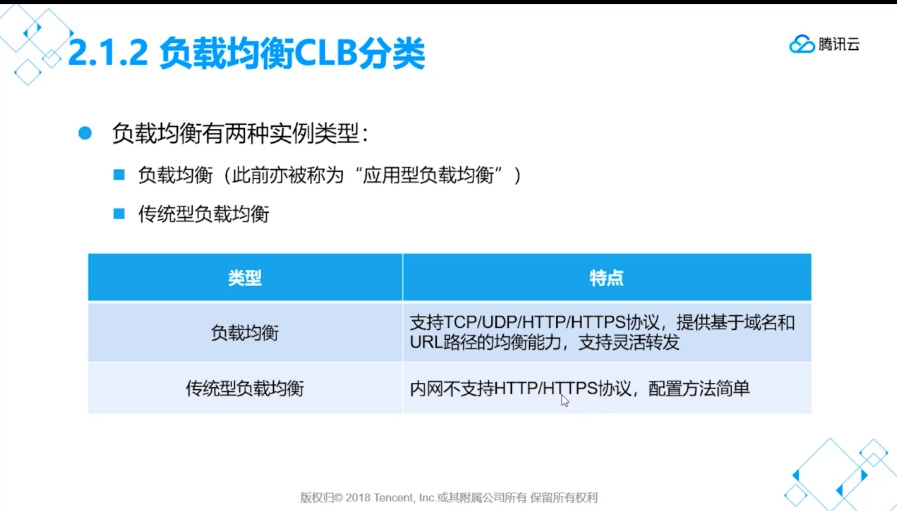 2.1.2 负载均衡CLB分类
腾讯云
负载均衡有两种实例类型：
负载均衡（此前亦被称为“应用型负载均衡”）
传统型负载均衡
类型
特点
负载均衡
支持TCP/UDP/HTTP/HTTPS协议，提供基于域名和
URL路径的均衡能力，支持灵活转发
传统型负载均衡
内网不支持HTTP/HTTPS协议，配置方法简单
版权归© 2018 Tencent, Inc.或其附属公司所有 保留所有权利